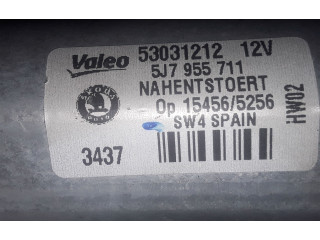 Valeo 53031212 12V
5J7 955 711
NAHENTSTOERT
Op 15456/5256
SW4 SPAIN
3437
HW02